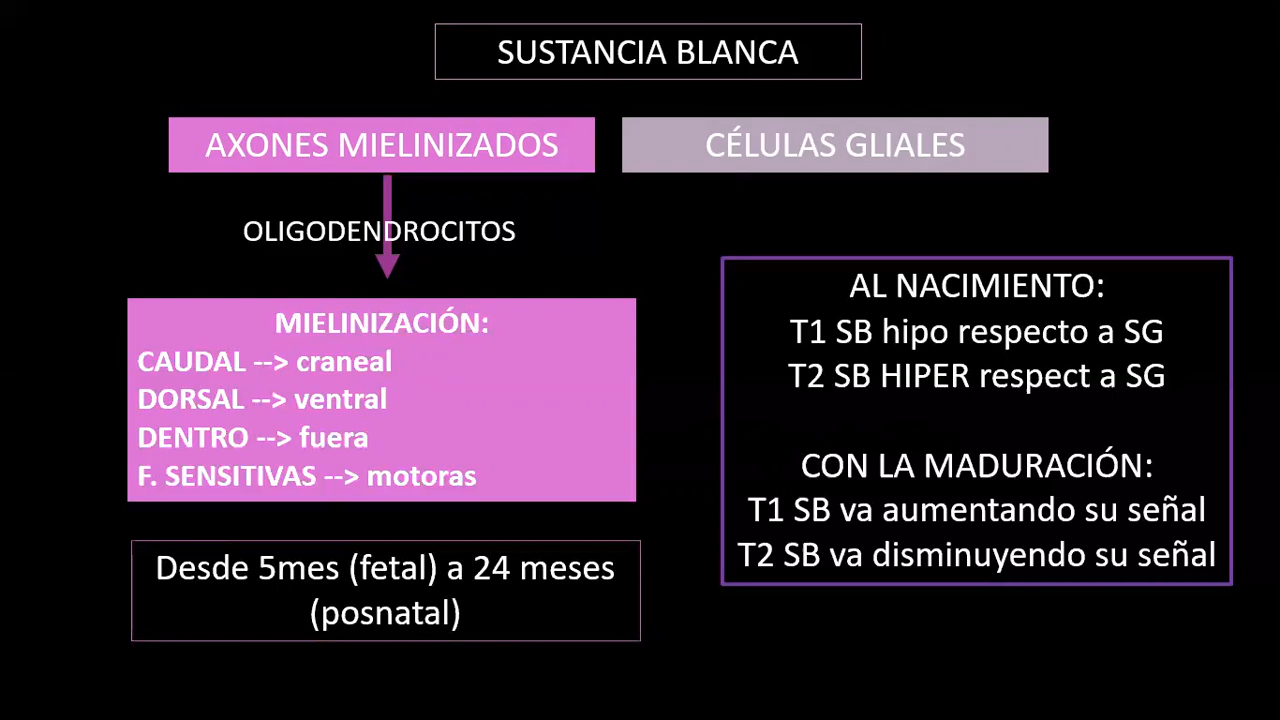 SUSTANCIA BLANCA
AXONES MIELINIZADOS
CÉLULAS GLIALES
OLIGODENDROCITOS
MIELINIZACIÓN:
CAUDAL --> craneal
DORSAL --> ventral
DENTRO --> fuera
F. SENSITIVAS --> motoras
Desde 5mes (fetal) a 24 meses
(posnatal)
AL NACIMIENTO:
T1 SB hipo respecto a SG
T2 SB HIPER respect a SG
CON LA MADURACIÓN:
T1 SB va aumentando su señal
T2 SB va disminuyendo su señal